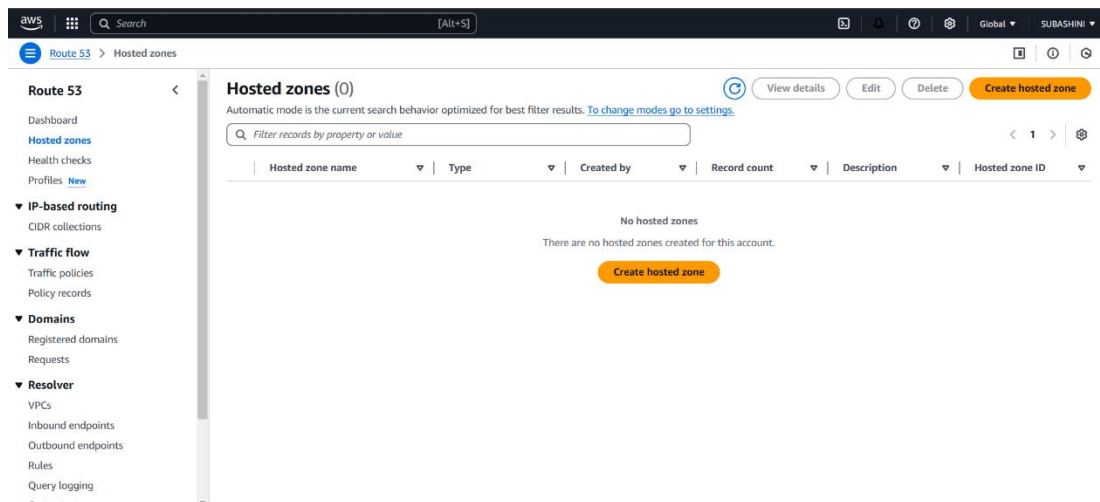 aws
Search
[Alt+S]
Global
SUBASHINI
Route 53 > Hosted zones
Route 53
Dashboard
Hosted zones
Health checks
Profiles New
IP-based routing
CIDR collections
Traffic flow
Traffic policies
Policy records
Domains
Registered domains
Requests
Resolver
VPCs
Inbound endpoints
Outbound endpoints
Rules
Query logging
Hosted zones (0)
View details
Edit
Delete
Create hosted zone
Automatic mode is the current search behavior optimized for best filter results. To change modes go to settings.
Filter records by property or value
1
Hosted zone name
Type
Created by
Record count
Description
Hosted zone ID
No hosted zones
There are no hosted zones created for this account.
Create hosted zone